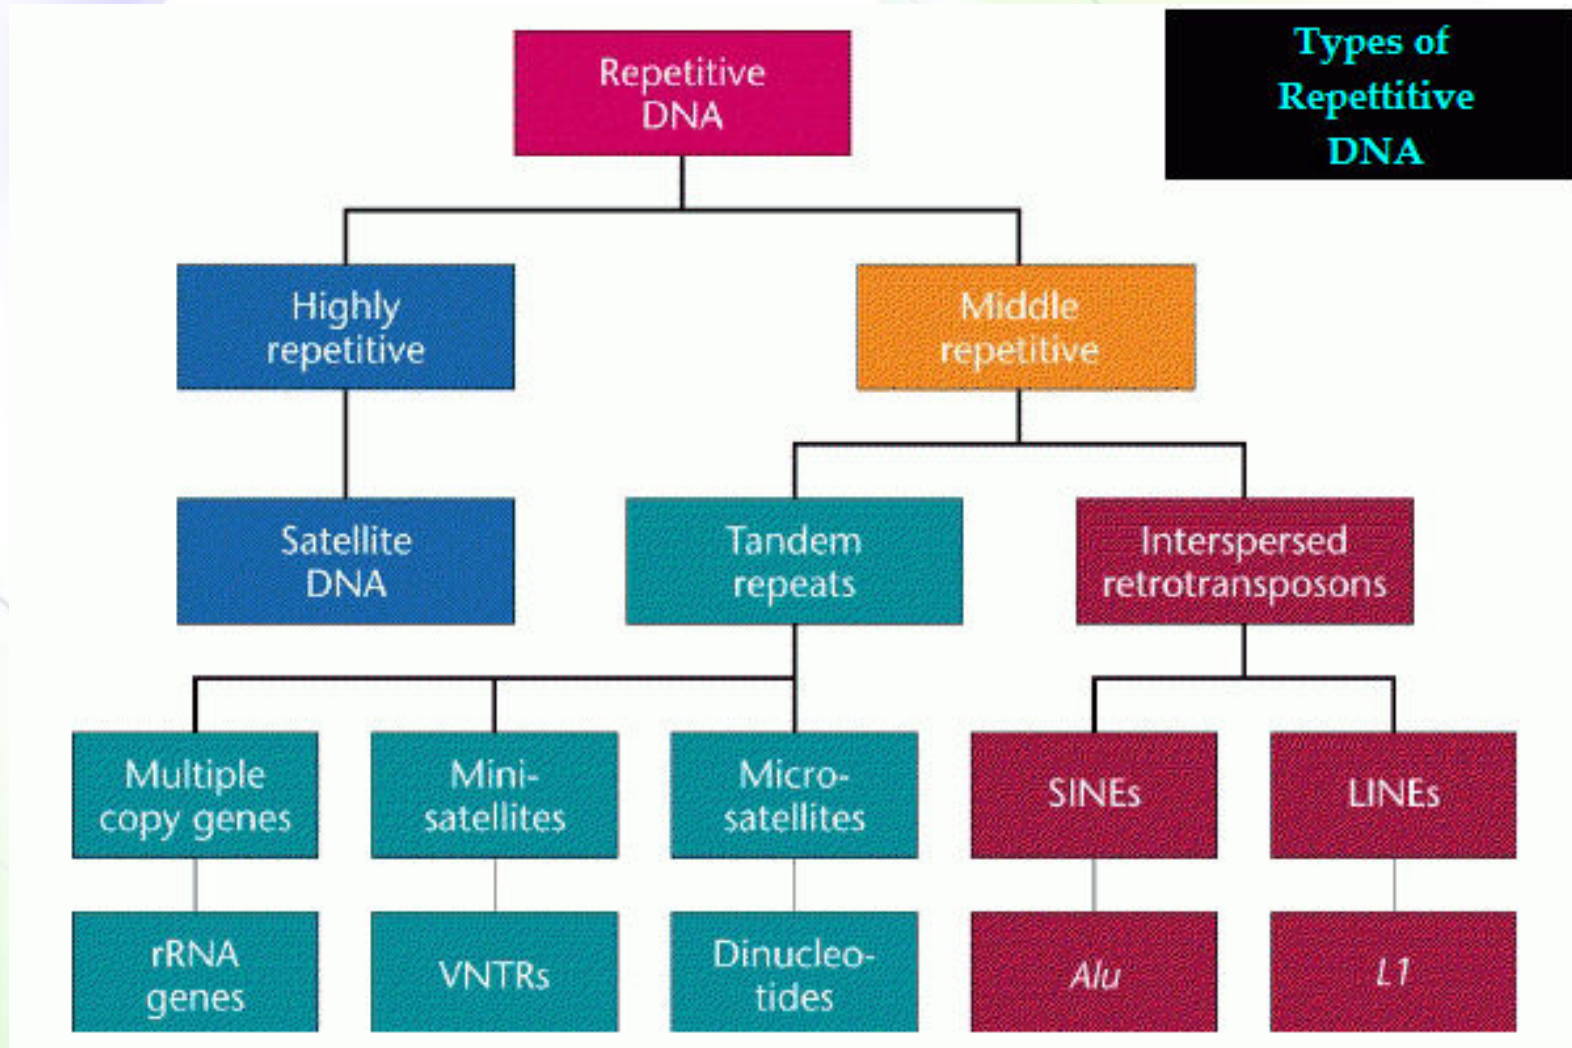 Types of
Repettitive
DNA
Repetitive
DNA
Highly
repetitive
Middle
repetitive
Satellite
DNA
Tandem
repeats
Interspersed
retrotransposons
Multiple
copy genes
Mini-
satellites
Micro-
satellites
SINEs
LINEs
rRNA
genes
VNTRs
Dinucleo-
tides
Alu
L1